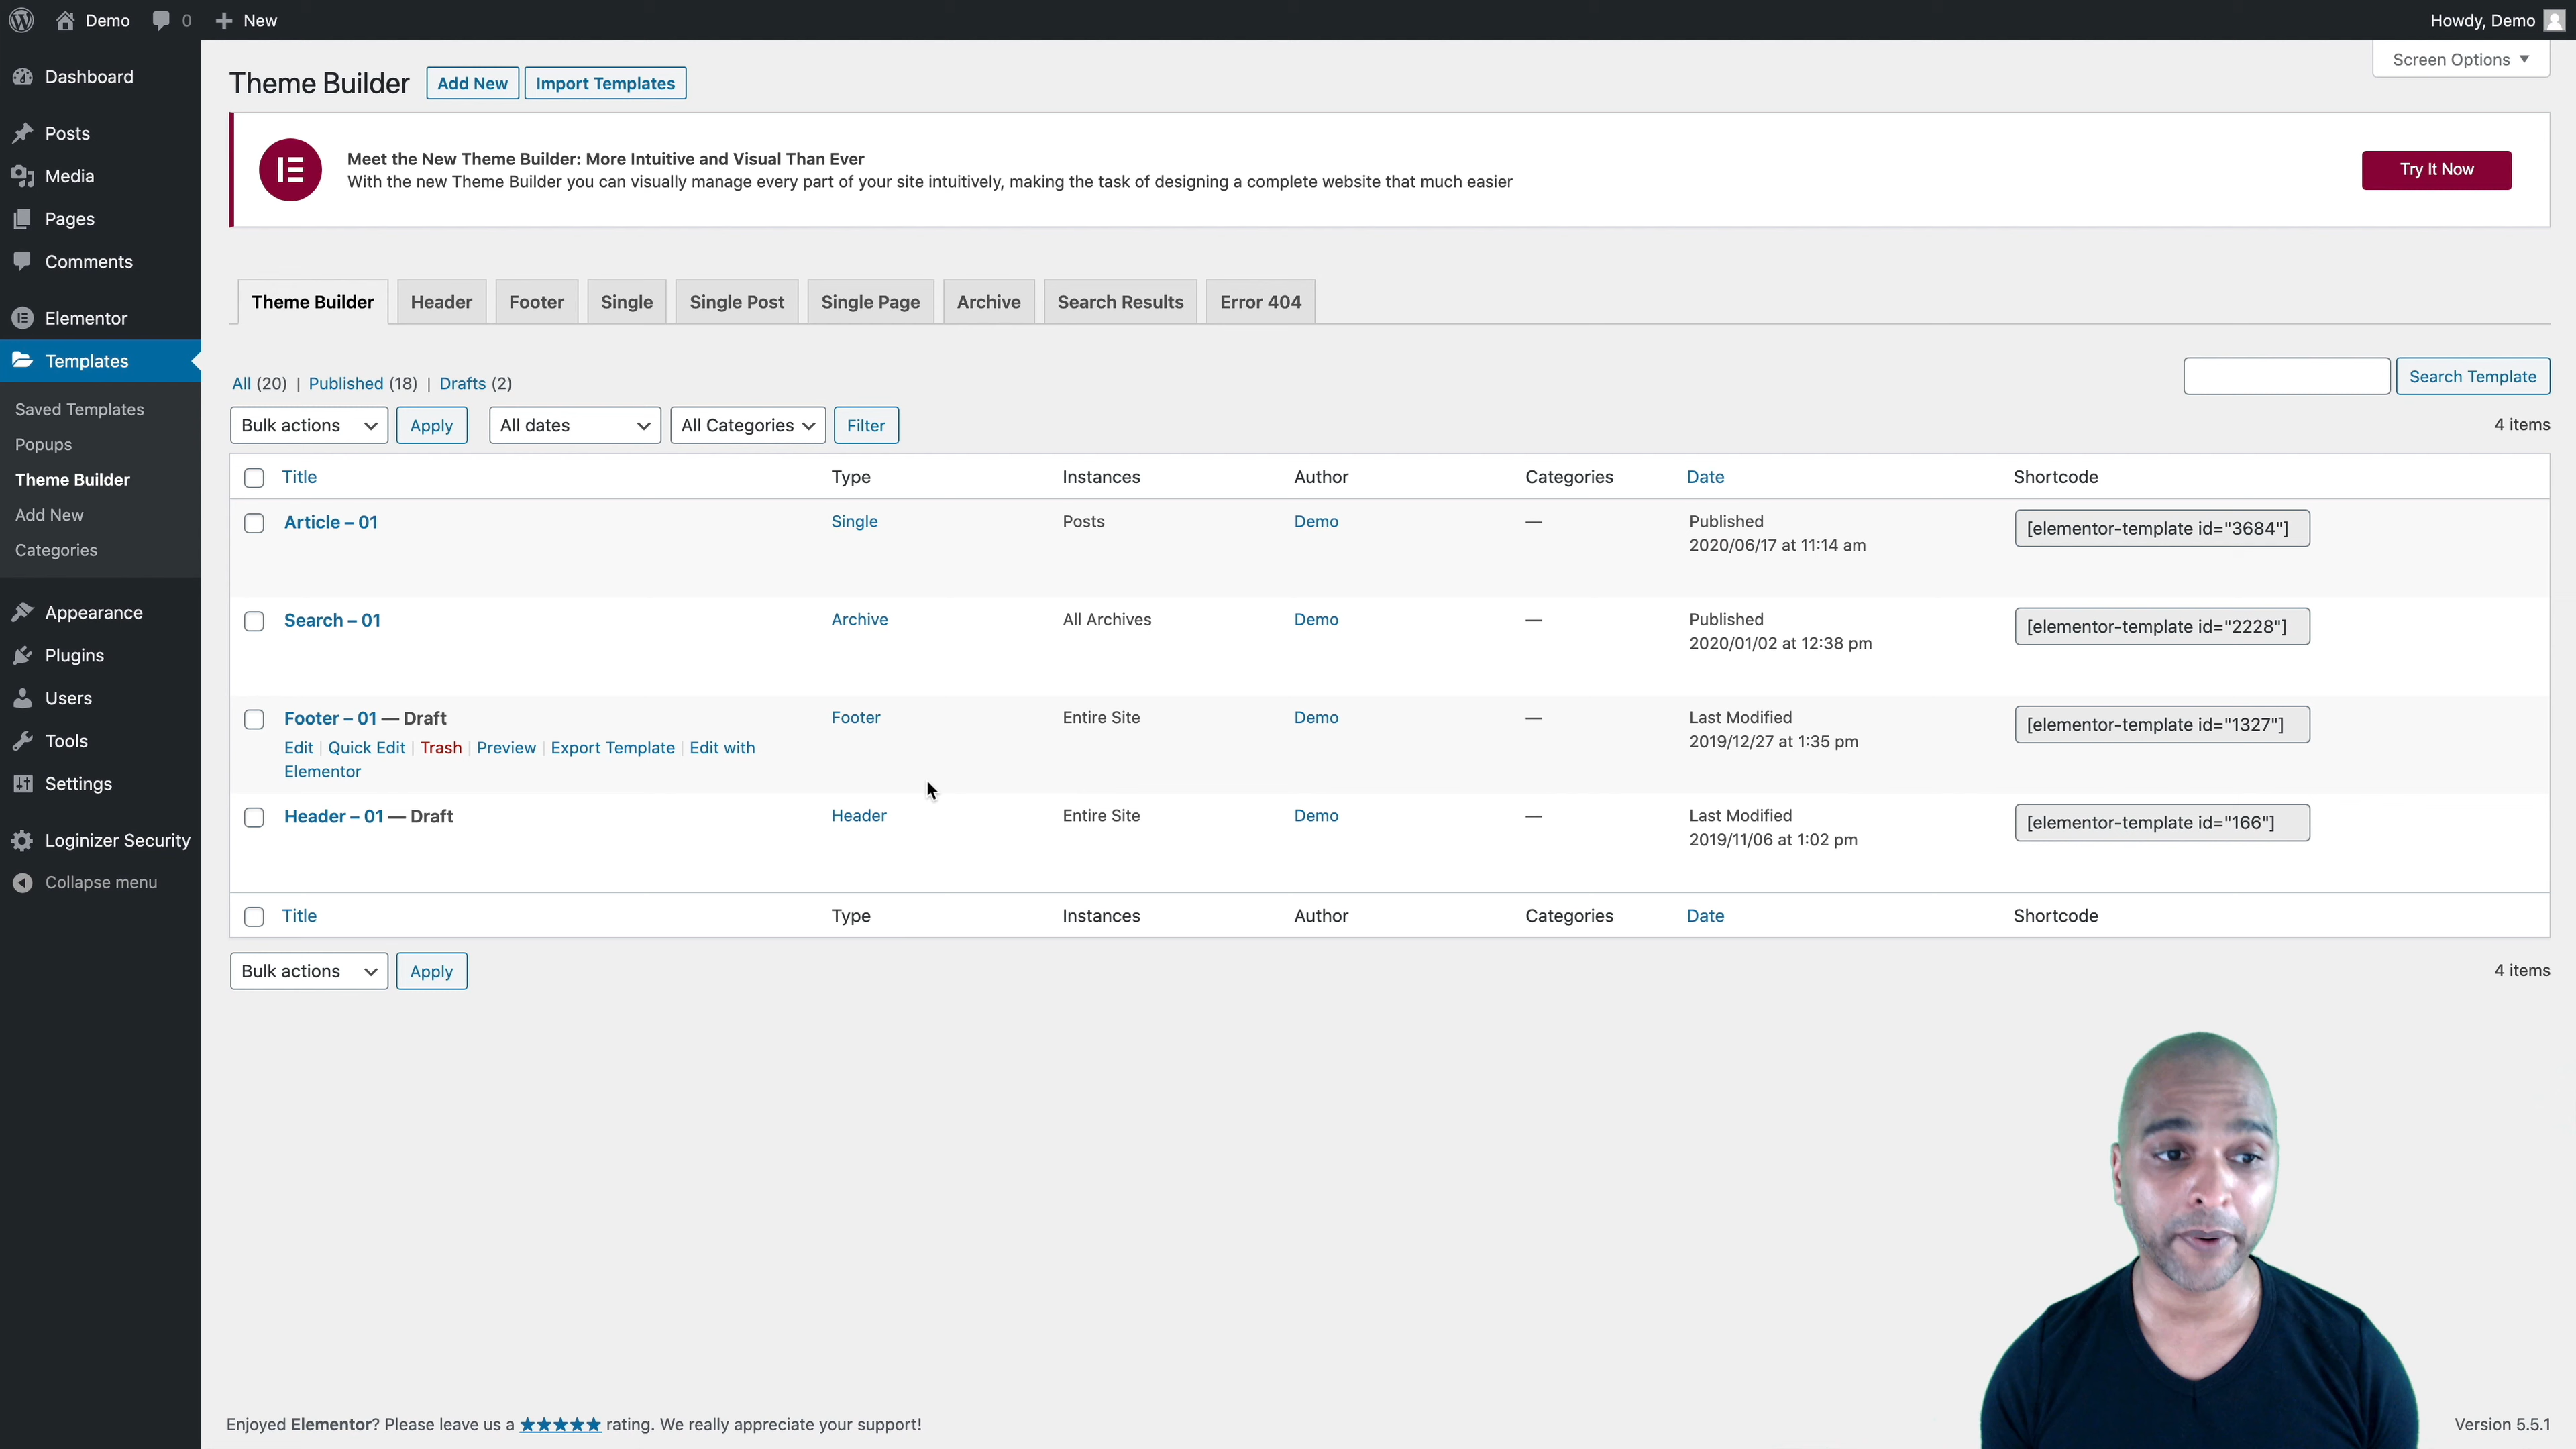 Demo 0 New Howdy, Demo
Screen Options ▼
Dashboard
Posts
Media
Pages
Comments
Elementor
Templates
Saved Templates
Popups
Theme Builder
Add New
Categories
Appearance
Plugins
Users
Tools
Settings
Loginizer Security
Collapse menu
Theme Builder Add New Import Templates
Meet the New Theme Builder: More Intuitive and Visual Than Ever
With the new Theme Builder you can visually manage every part of your site intuitively, making the task of designing a complete website that much easier
Try It Now
Theme Builder Header Footer Single Single Post Single Page Archive Search Results Error 404
All (20) | Published (18) | Drafts (2)
Search Template
Bulk actions Apply All dates All Categories Filter 4 items
Title Type Instances Author Categories Date Shortcode
Article – 01 Single Posts Demo — Published [elementor-template id="3684"]
2020/06/17 at 11:14 am
Search – 01 Archive All Archives Demo — Published [elementor-template id="2228"]
2020/01/02 at 12:38 pm
Footer – 01 — Draft Footer Entire Site Demo — Last Modified [elementor-template id="1327"]
2019/12/27 at 1:35 pm
Edit | Quick Edit | Trash | Preview | Export Template | Edit with
Elementor
Header – 01 — Draft Header Entire Site Demo — Last Modified [elementor-template id="166"]
2019/11/06 at 1:02 pm
Title Type Instances Author Categories Date Shortcode
Bulk actions Apply 4 items
Enjoyed Elementor? Please leave us a ★★★★★ rating. We really appreciate your support!
Version 5.5.1